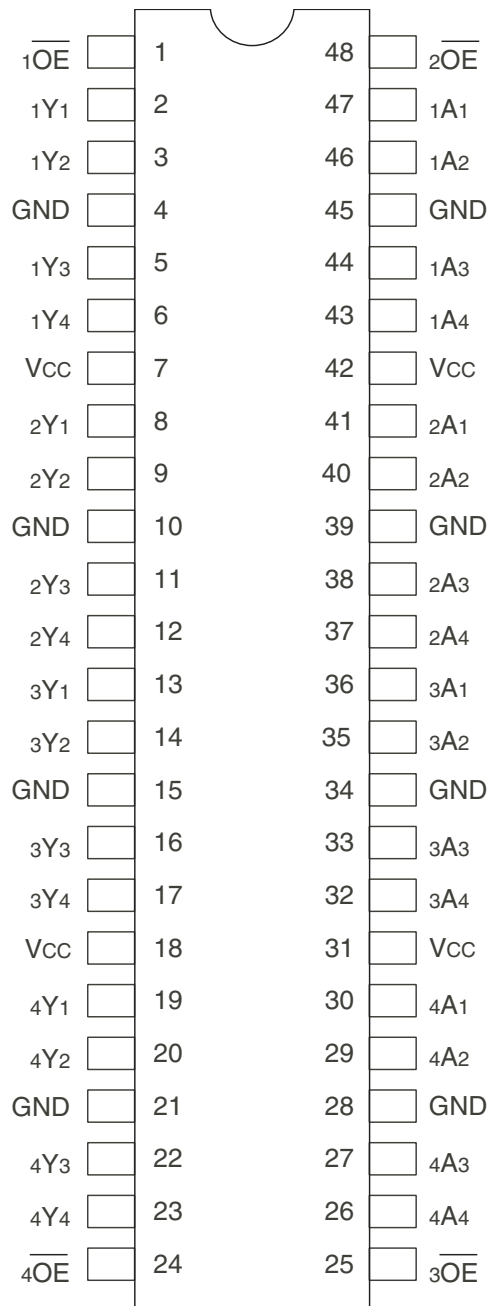 1O̅E̅ 1 48 2O̅E̅
1Y1 2 47 1A1
1Y2 3 46 1A2
GND 4 45 GND
1Y3 5 44 1A3
1Y4 6 43 1A4
VCC 7 42 VCC
2Y1 8 41 2A1
2Y2 9 40 2A2
GND 10 39 GND
2Y3 11 38 2A3
2Y4 12 37 2A4
3Y1 13 36 3A1
3Y2 14 35 3A2
GND 15 34 GND
3Y3 16 33 3A3
3Y4 17 32 3A4
VCC 18 31 VCC
4Y1 19 30 4A1
4Y2 20 29 4A2
GND 21 28 GND
4Y3 22 27 4A3
4Y4 23 26 4A4
4O̅E̅ 24 25 3O̅E̅